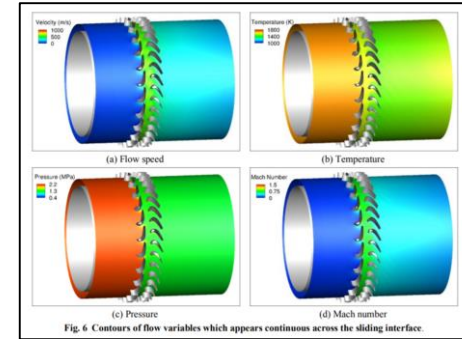 Velocity (m/s)
1000
500
0
Temperature (K)
1800
1400
1000
(a) Flow speed
(b) Temperature
Pressure (MPa)
2.2
1.3
0.4
Mach Number
1.5
0.75
0
(c) Pressure
(d) Mach number
Fig. 6 Contours of flow variables which appears continuous across the sliding interface.